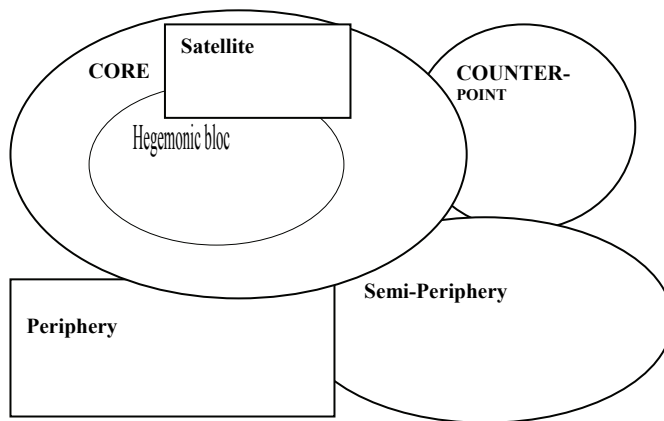 Satellite
CORE
COUNTER-
POINT
Hegemonic bloc
Semi-Periphery
Periphery